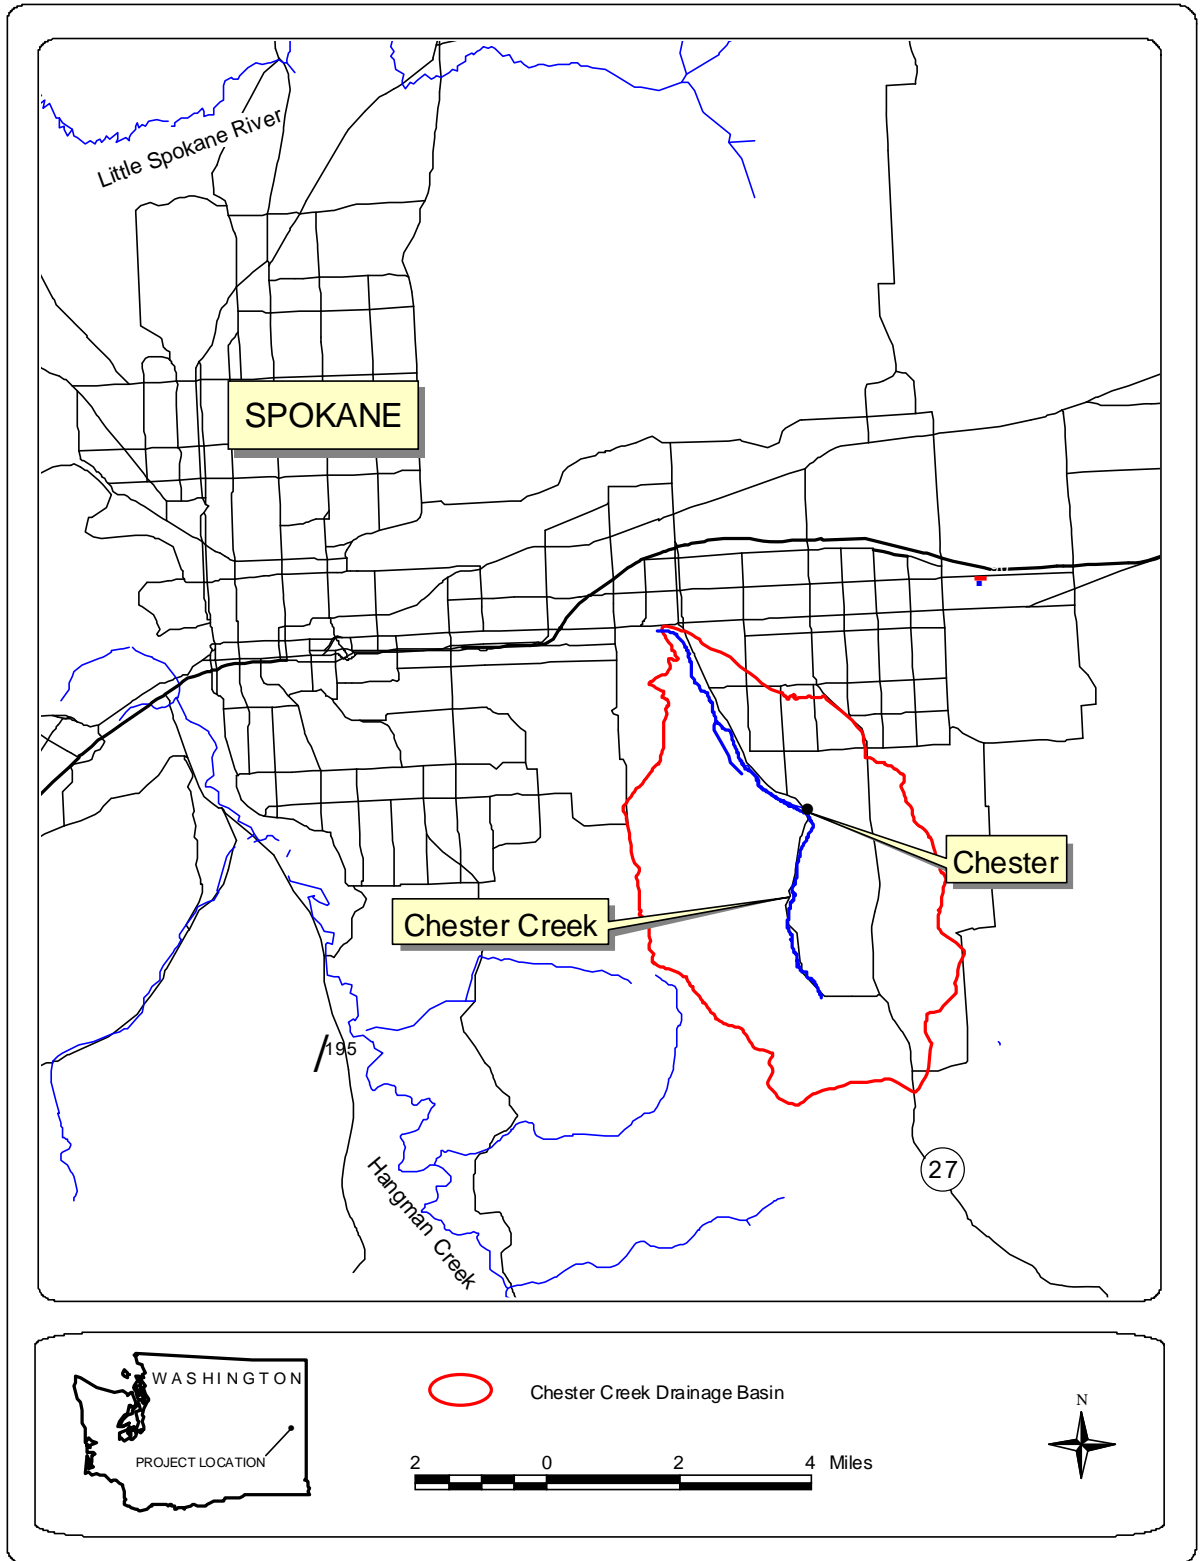 Little Spokane River
SPOKANE
90
Chester
Chester Creek
195
Hangman Creek
27
WASHINGTON
PROJECT LOCATION
Chester Creek Drainage Basin
N
2 0 2 4 Miles